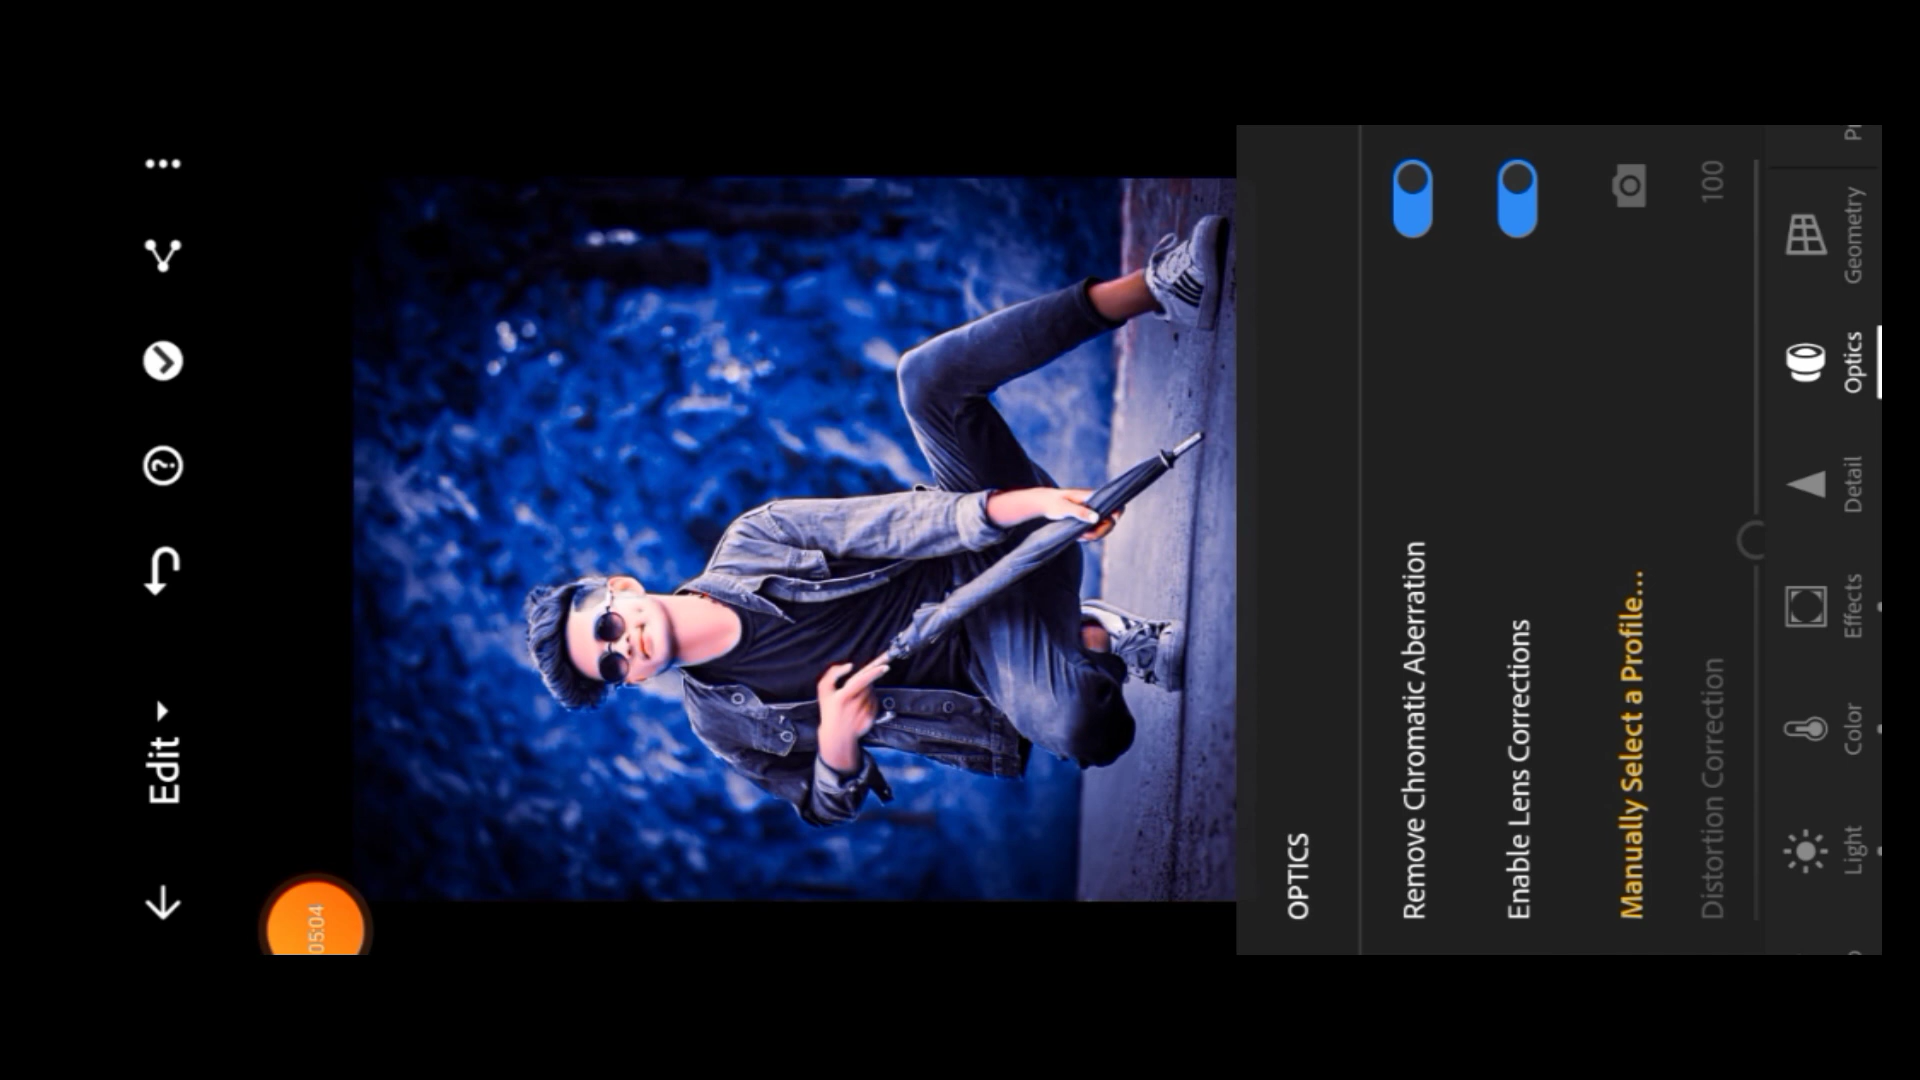 Edit
05:04
OPTICS
Remove Chromatic Aberration
Enable Lens Corrections
Manually Select a Profile...
Distortion Correction 100
Light Color Effects Detail Optics Geometry